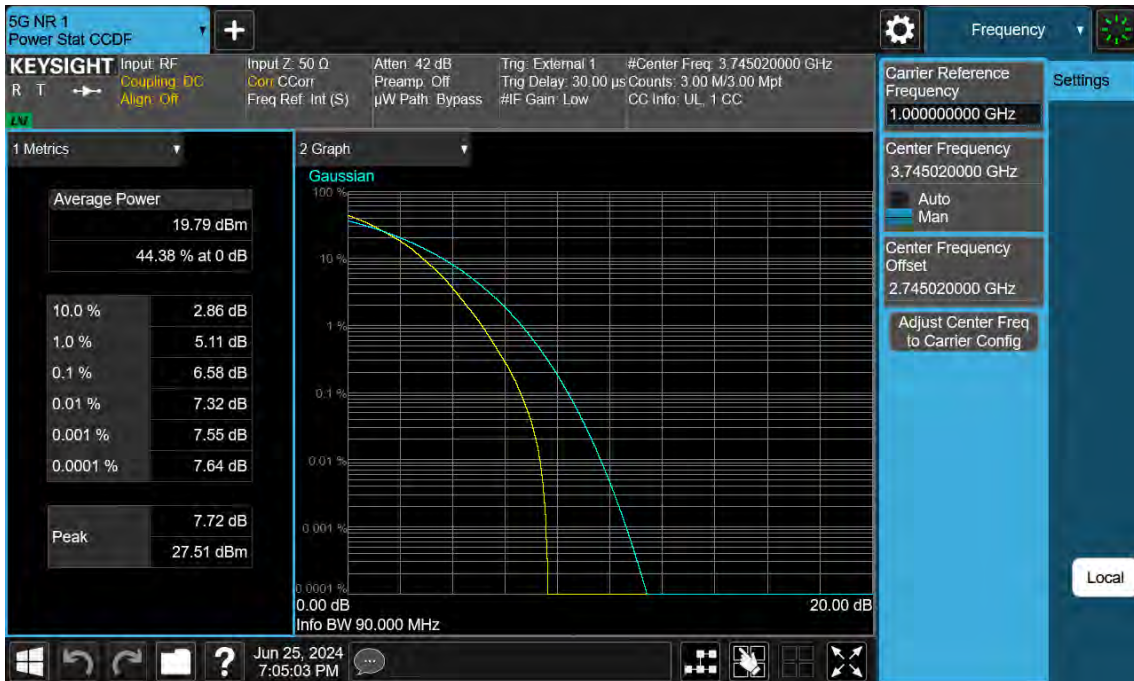 5G NR 1
Power Stat CCDF
Frequency
KEYSIGHT
R T
LNI
Input: RF
Coupling: DC
Align: Off
Input Z: 50 Ω
Corr CCorr
Freq Ref: Int (S)
Atten: 42 dB
Preamp: Off
µW Path: Bypass
Trig: External 1
Trig Delay: 30.00 µs
#IF Gain: Low
#Center Freq: 3.745020000 GHz
Counts: 3.00 M/3.00 Mpt
CC Info: UL, 1 CC
1 Metrics
Average Power
19.79 dBm
44.38 % at 0 dB
10.0 % 2.86 dB
1.0 % 5.11 dB
0.1 % 6.58 dB
0.01 % 7.32 dB
0.001 % 7.55 dB
0.0001 % 7.64 dB
Peak
7.72 dB
27.51 dBm
2 Graph
Gaussian
100 %
10 %
1 %
0.1 %
0.01 %
0.001 %
0.0001 %
0.00 dB 20.00 dB
Info BW 90.000 MHz
Carrier Reference
Frequency
1.000000000 GHz
Center Frequency
3.745020000 GHz
Auto
Man
Center Frequency
Offset
2.745020000 GHz
Adjust Center Freq
to Carrier Config
Settings
Local
Jun 25, 2024
7:05:03 PM